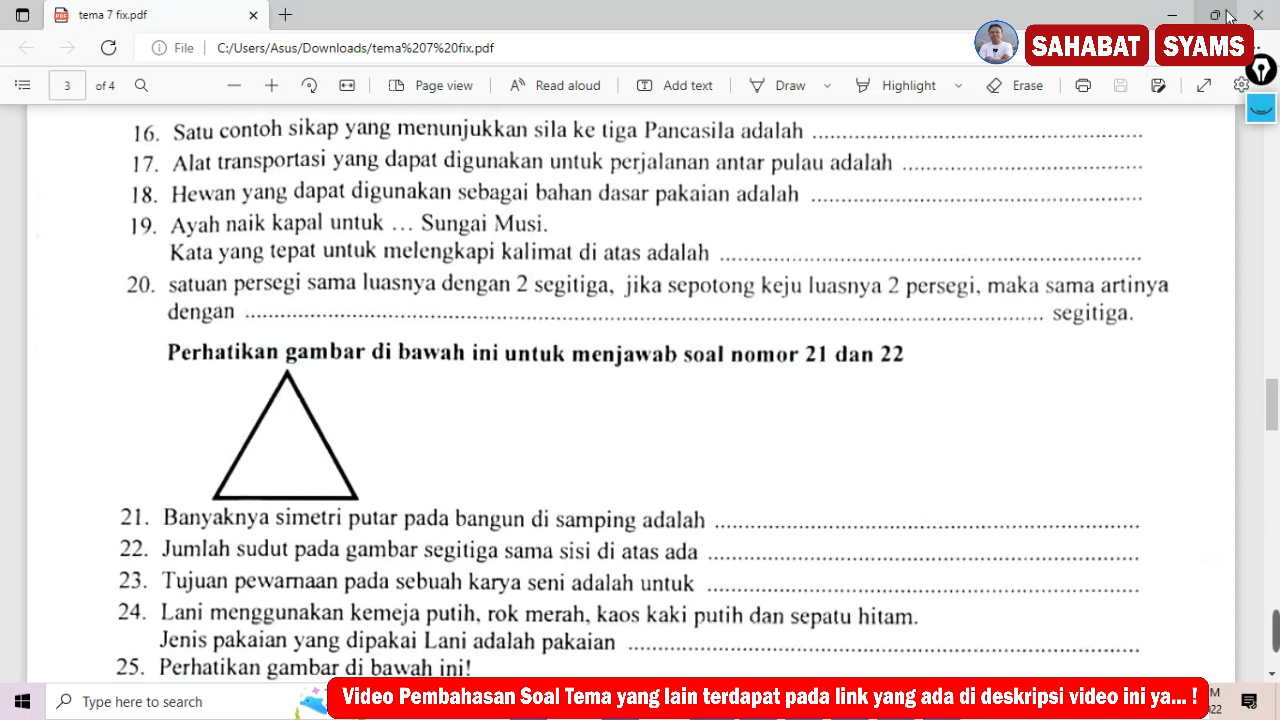 tema 7 fix.pdf
File C:/Users/Asus/Downloads/tema%207%20fix.pdf
SAHABAT SYAMS
3 of 4 Page view Read aloud Add text Draw Highlight Erase
16. Satu contoh sikap yang menunjukkan sila ke tiga Pancasila adalah ........................................................
17. Alat transportasi yang dapat digunakan untuk perjalanan antar pulau adalah ........................................
18. Hewan yang dapat digunakan sebagai bahan dasar pakaian adalah ........................................................
19. Ayah naik kapal untuk … Sungai Musi.
Kata yang tepat untuk melengkapi kalimat di atas adalah ........................................................................
20. satuan persegi sama luasnya dengan 2 segitiga, jika sepotong keju luasnya 2 persegi, maka sama artinya
dengan ........................................................................................................................................ segitiga.
Perhatikan gambar di bawah ini untuk menjawab soal nomor 21 dan 22
21. Banyaknya simetri putar pada bangun di samping adalah ........................................................................
22. Jumlah sudut pada gambar segitiga sama sisi di atas ada ........................................................................
23. Tujuan pewarnaan pada sebuah karya seni adalah untuk ........................................................................
24. Lani menggunakan kemeja putih, rok merah, kaos kaki putih dan sepatu hitam.
Jenis pakaian yang dipakai Lani adalah pakaian ........................................................................................
25. Perhatikan gambar di bawah ini!
Type here to search
Video Pembahasan Soal Tema yang lain terdapat pada link yang ada di deskripsi video ini ya... !